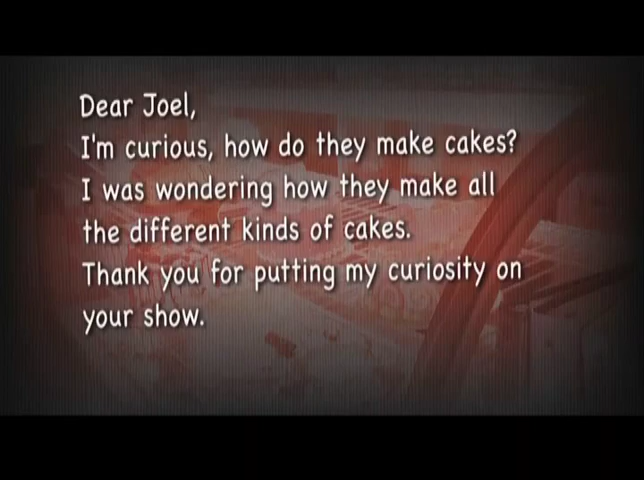 Dear Joel,
I'm curious, how do they make cakes?
I was wondering how they make all
the different kinds of cakes.
Thank you for putting my curiosity on
your show.